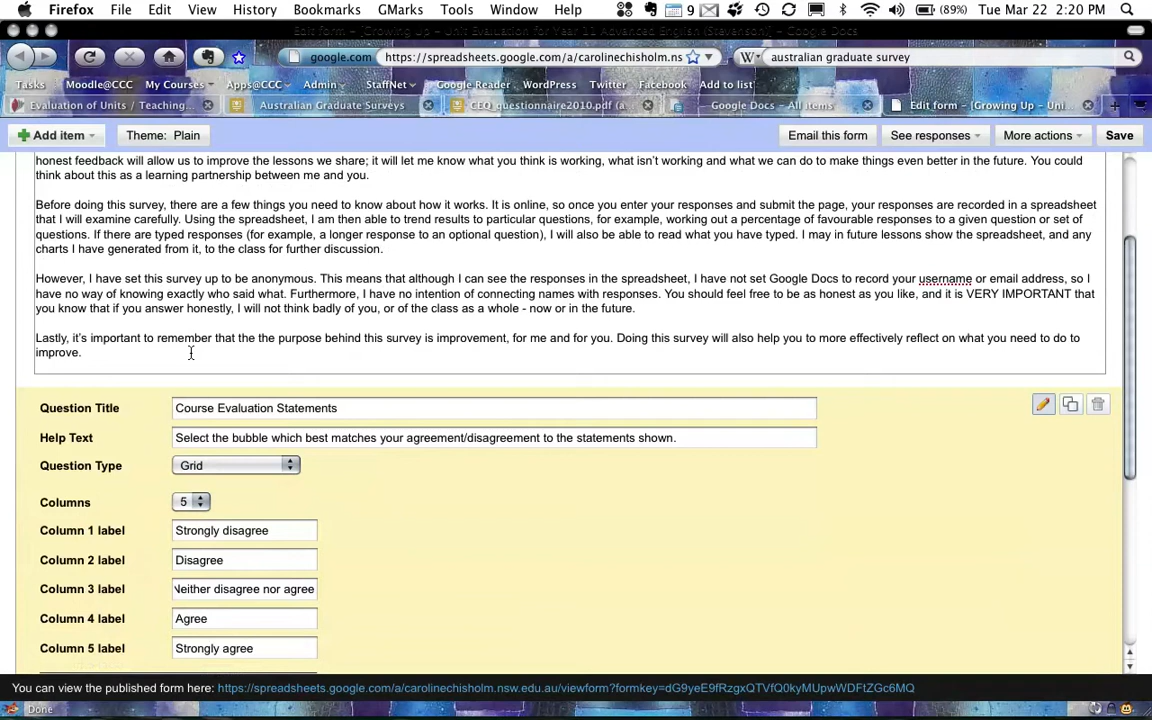 Firefox File Edit View History Bookmarks GMarks Tools Window Help 9 (89%) Tue Mar 22 2:20 PM
Edit form - [Growing Up - Unit Evaluation for Year 11 Advanced English (Stevenson)] - Google Docs
google.com https://spreadsheets.google.com/a/carolinechisholm.ns W australian graduate survey
Tasks Moodle@CCC My Courses Apps@CCC Admin StaffNet Google Reader WordPress Twitter Facebook Add to list
Evaluation of Units / Teaching... Australian Graduate Surveys CEO_questionnaire2010.pdf (a... Google Docs - All items Edit form - [Growing Up - Uni...
Add item Theme: Plain Email this form See responses More actions Save
honest feedback will allow us to improve the lessons we share; it will let me know what you think is working, what isn't working and what we can do to make things even better in the future. You could
think about this as a learning partnership between me and you.
Before doing this survey, there are a few things you need to know about how it works. It is online, so once you enter your responses and submit the page, your responses are recorded in a spreadsheet
that I will examine carefully. Using the spreadsheet, I am then able to trend results to particular questions, for example, working out a percentage of favourable responses to a given question or set of
questions. If there are typed responses (for example, a longer response to an optional question), I will also be able to read what you have typed. I may in future lessons show the spreadsheet, and any
charts I have generated from it, to the class for further discussion.
However, I have set this survey up to be anonymous. This means that although I can see the responses in the spreadsheet, I have not set Google Docs to record your username or email address, so I
have no way of knowing exactly who said what. Furthermore, I have no intention of connecting names with responses. You should feel free to be as honest as you like, and it is VERY IMPORTANT that
you know that if you answer honestly, I will not think badly of you, or of the class as a whole - now or in the future.
Lastly, it's important to remember that the the purpose behind this survey is improvement, for me and for you. Doing this survey will also help you to more effectively reflect on what you need to do to
improve.
Question Title Course Evaluation Statements
Help Text Select the bubble which best matches your agreement/disagreement to the statements shown.
Question Type Grid
Columns 5
Column 1 label Strongly disagree
Column 2 label Disagree
Column 3 label Neither disagree nor agree
Column 4 label Agree
Column 5 label Strongly agree
You can view the published form here: https://spreadsheets.google.com/a/carolinechisholm.nsw.edu.au/viewform?formkey=dG9yeE9fRzgxQTVfQ0kyMUpwWDFtZGc6MQ
Done